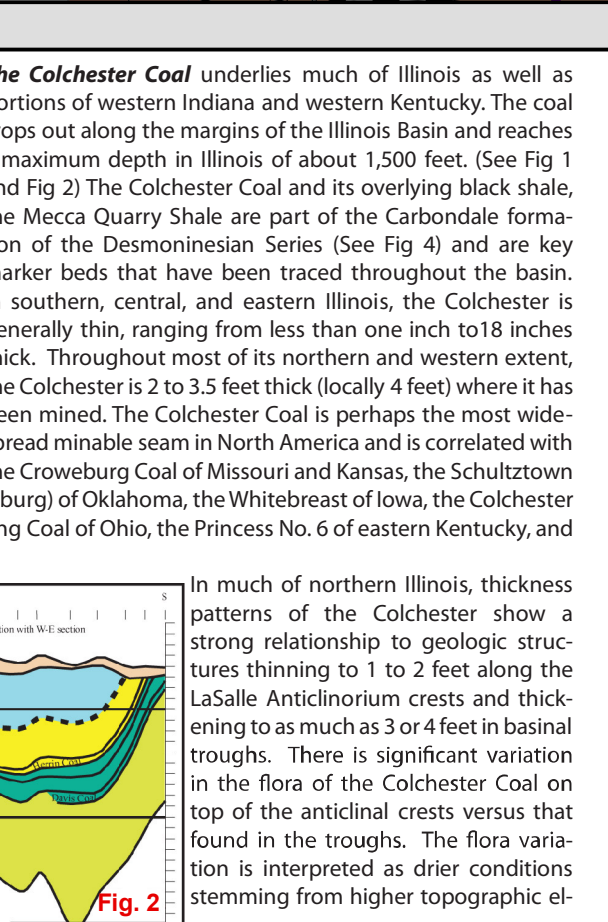 he Colchester Coal underlies much of Illinois as well as
ortions of western Indiana and western Kentucky. The coal
rops out along the margins of the Illinois Basin and reaches
maximum depth in Illinois of about 1,500 feet. (See Fig 1
nd Fig 2) The Colchester Coal and its overlying black shale,
he Mecca Quarry Shale are part of the Carbondale forma-
on of the Desmoninesian Series (See Fig 4) and are key
arker beds that have been traced throughout the basin.
southern, central, and eastern Illinois, the Colchester is
enerally thin, ranging from less than one inch to18 inches
hick. Throughout most of its northern and western extent,
he Colchester is 2 to 3.5 feet thick (locally 4 feet) where it has
een mined. The Colchester Coal is perhaps the most wide-
pread minable seam in North America and is correlated with
he Croweburg Coal of Missouri and Kansas, the Schultztown
burg) of Oklahoma, the Whitebreast of Iowa, the Colchester
ng Coal of Ohio, the Princess No. 6 of eastern Kentucky, and
S
tion with W-E section
Herrin Coal
Davis Coal
Fig. 2
In much of northern Illinois, thickness
patterns of the Colchester show a
strong relationship to geologic struc-
tures thinning to 1 to 2 feet along the
LaSalle Anticlinorium crests and thick-
ening to as much as 3 or 4 feet in basinal
troughs. There is significant variation
in the flora of the Colchester Coal on
top of the anticlinal crests versus that
found in the troughs. The flora varia-
tion is interpreted as drier conditions
stemming from higher topographic el-